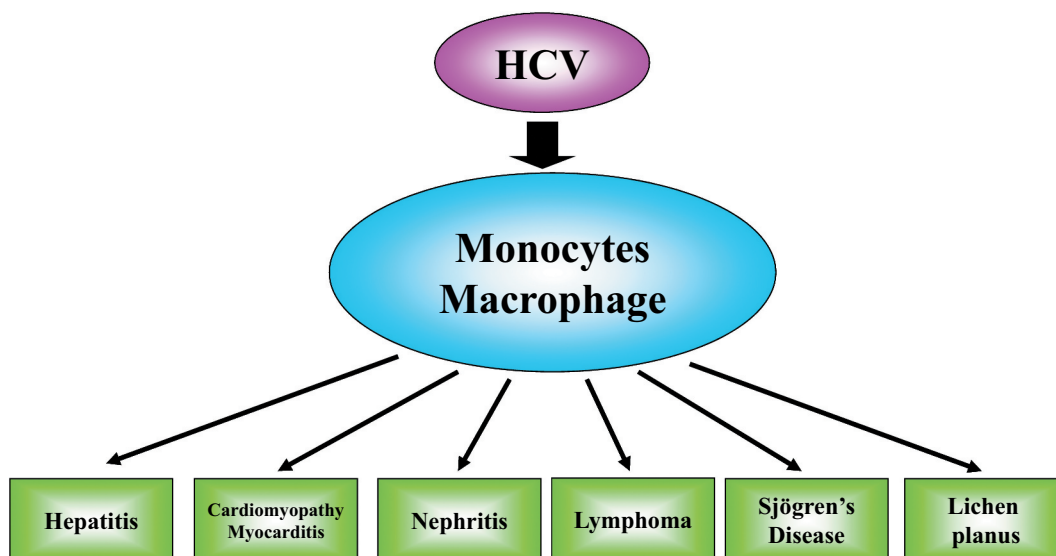 HCV
Monocytes
Macrophage
Hepatitis
Cardiomyopathy
Myocarditis
Nephritis
Lymphoma
Sjögren’s
Disease
Lichen
planus